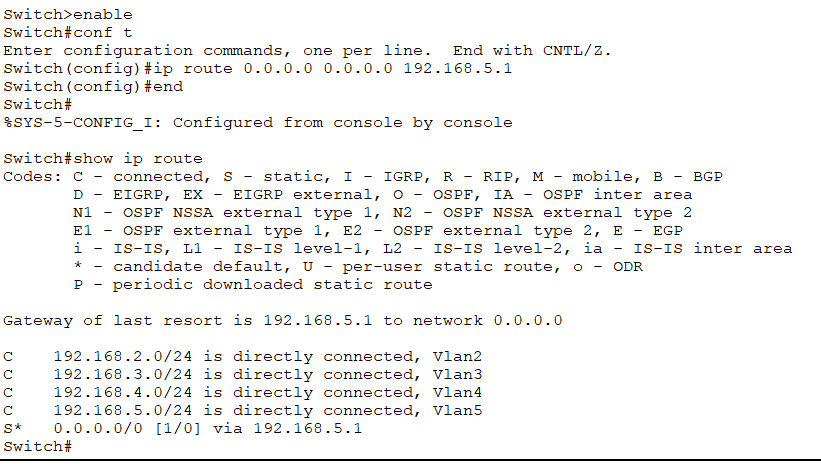 Switch>enable
Switch#conf t
Enter configuration commands, one per line.  End with CNTL/Z.
Switch(config)#ip route 0.0.0.0 0.0.0.0 192.168.5.1
Switch(config)#end
Switch#
%SYS-5-CONFIG_I: Configured from console by console

Switch#show ip route
Codes: C - connected, S - static, I - IGRP, R - RIP, M - mobile, B - BGP
       D - EIGRP, EX - EIGRP external, O - OSPF, IA - OSPF inter area
       N1 - OSPF NSSA external type 1, N2 - OSPF NSSA external type 2
       E1 - OSPF external type 1, E2 - OSPF external type 2, E - EGP
       i - IS-IS, L1 - IS-IS level-1, L2 - IS-IS level-2, ia - IS-IS inter area
       * - candidate default, U - per-user static route, o - ODR
       P - periodic downloaded static route

Gateway of last resort is 192.168.5.1 to network 0.0.0.0

C    192.168.2.0/24 is directly connected, Vlan2
C    192.168.3.0/24 is directly connected, Vlan3
C    192.168.4.0/24 is directly connected, Vlan4
C    192.168.5.0/24 is directly connected, Vlan5
S*   0.0.0.0/0 [1/0] via 192.168.5.1
Switch#